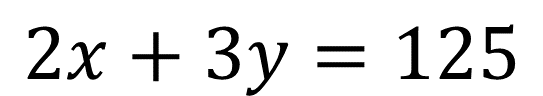 2x + 3y = 125